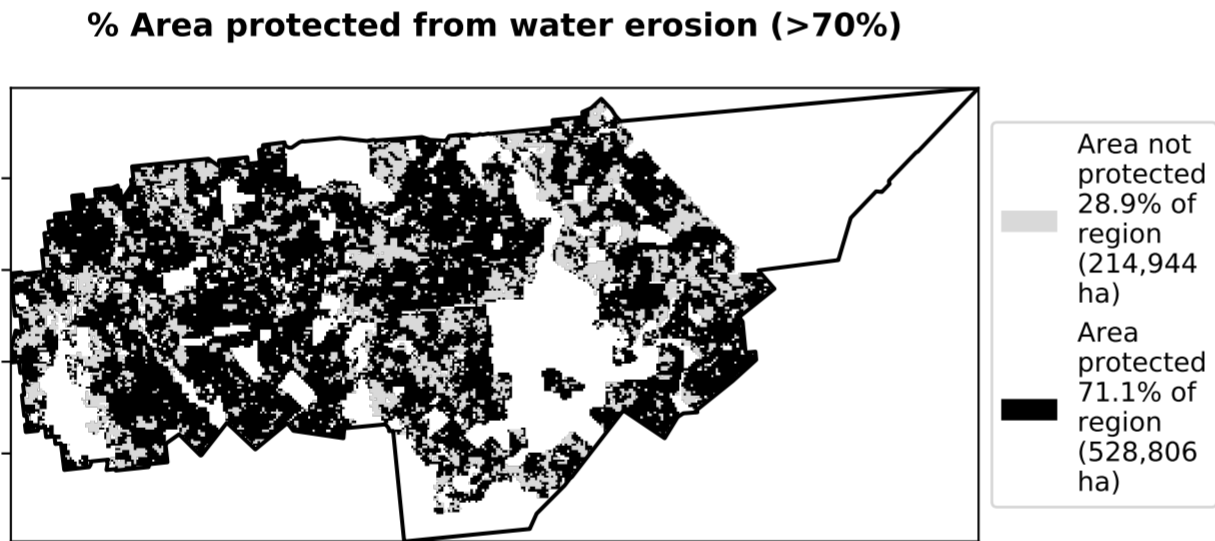 % Area protected from water erosion (>70%)
Area not
protected
28.9% of
region
(214,944
ha)
Area
protected
71.1% of
region
(528,806
ha)